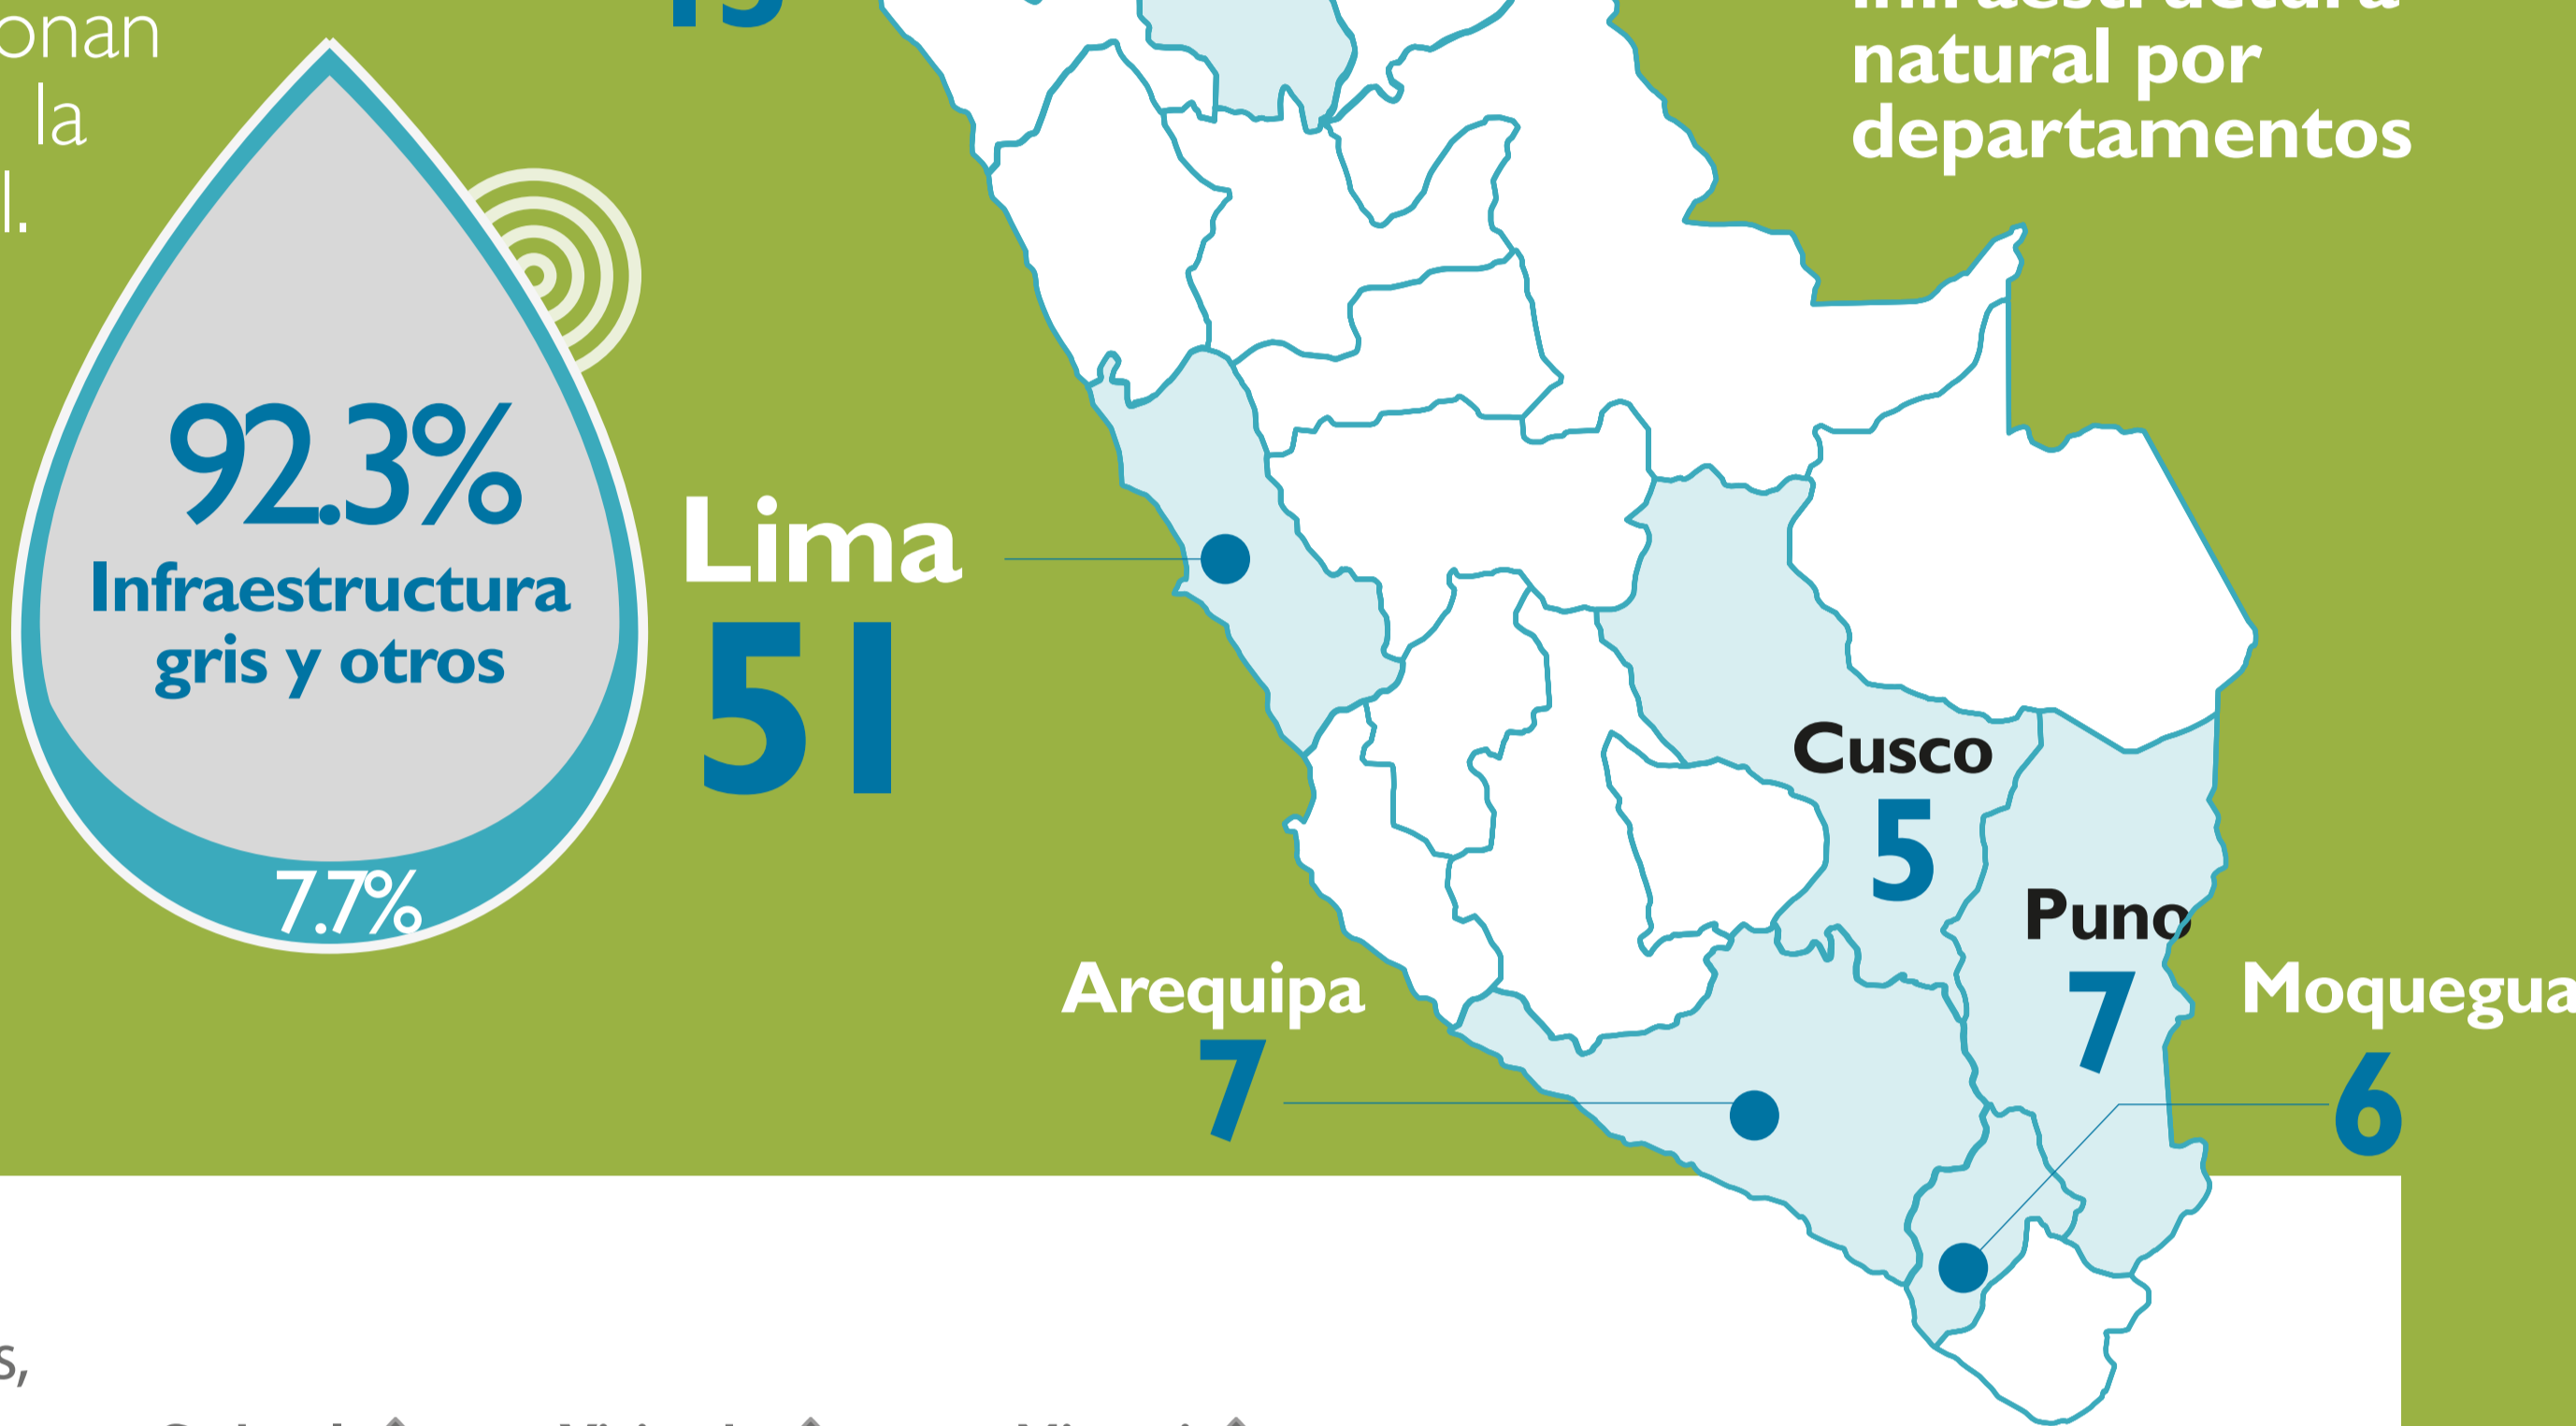 onan
la
l.
natural por
departamentos
92.3%
Infraestructura
gris y otros
7.7%
Lima
51
Cusco
5
Puno
7
Arequipa
7
Moquegua
6
s,